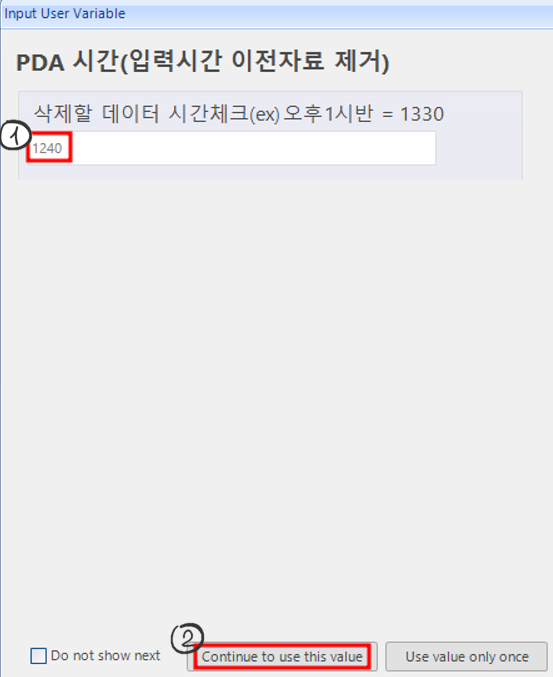 Input User Variable
PDA 시간(입력시간 이전자료 제거)
삭제할 데이터 시간체크(ex)오후1시반 = 1330
1
1240
2
Do not show next
Continue to use this value
Use value only once